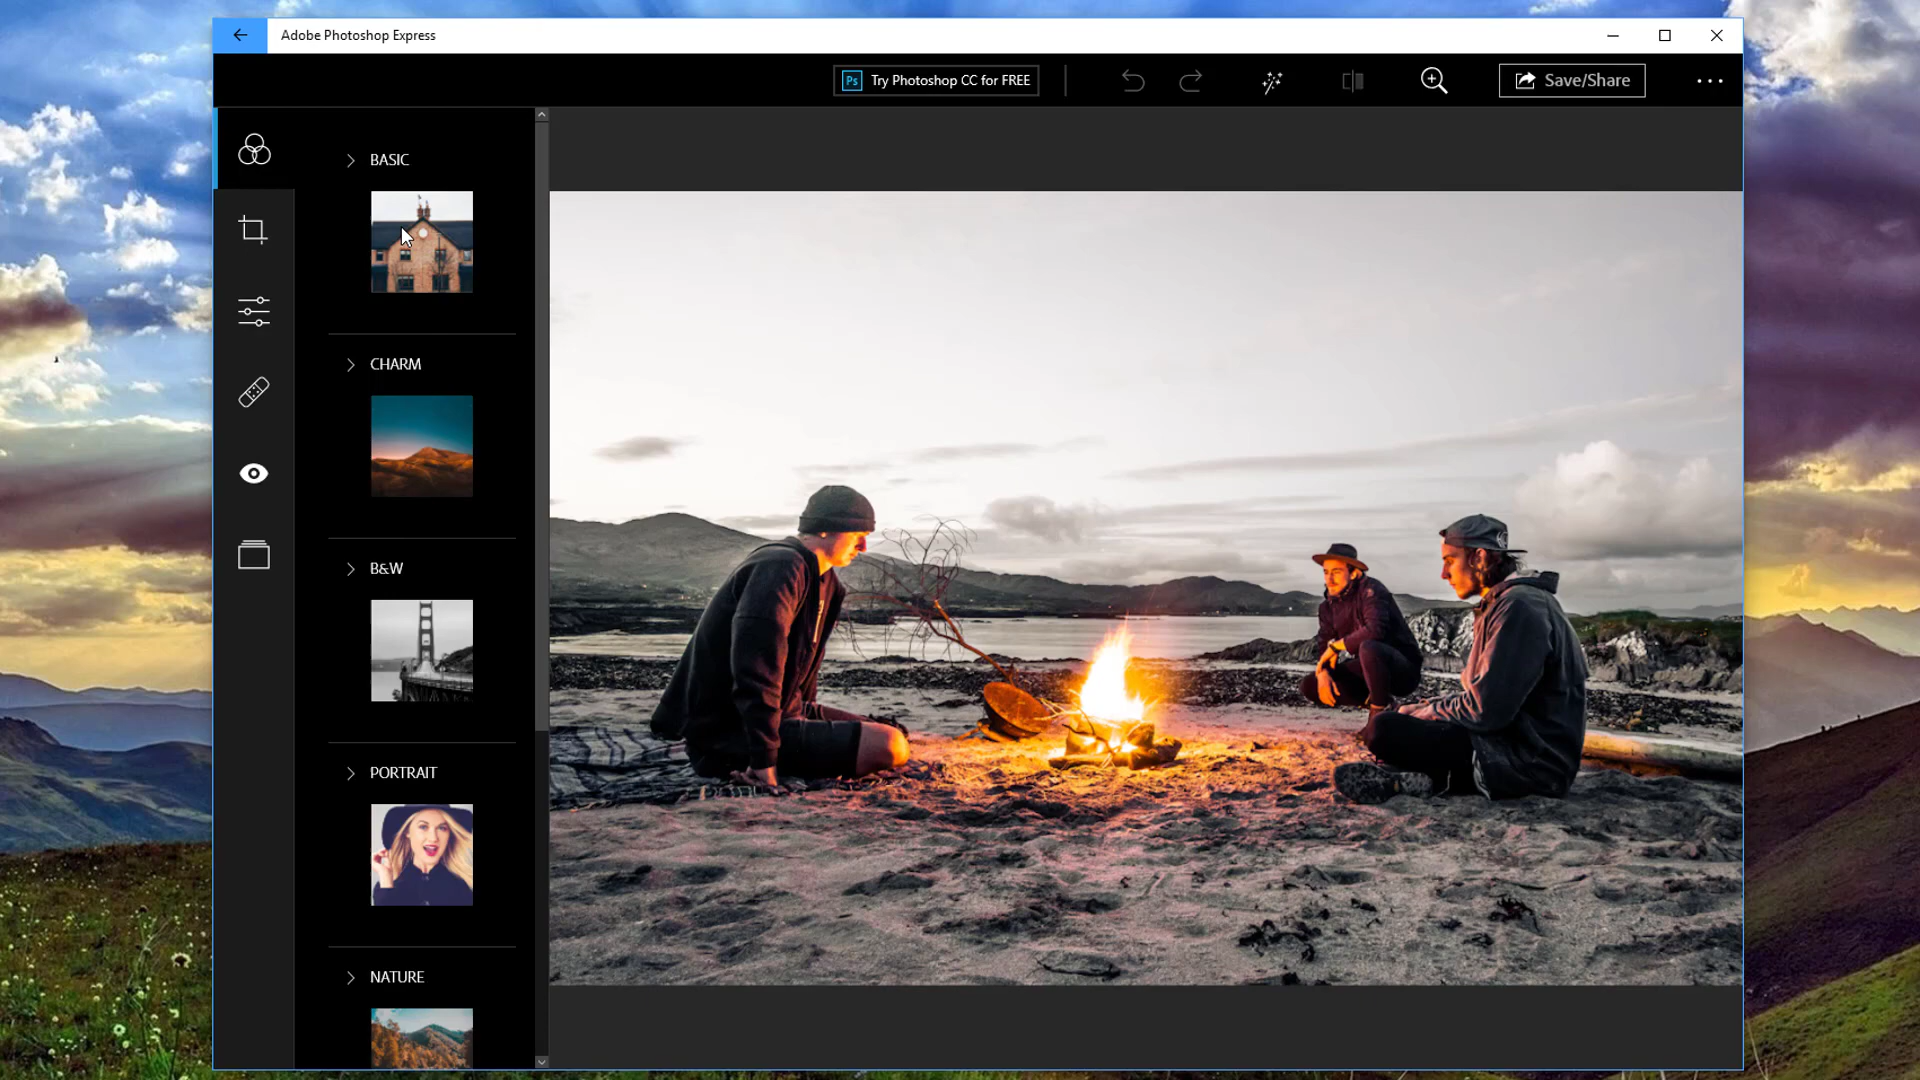 Adobe Photoshop Express
Ps Try Photoshop CC for FREE
Save/Share
BASIC
CHARM
B&W
PORTRAIT
NATURE